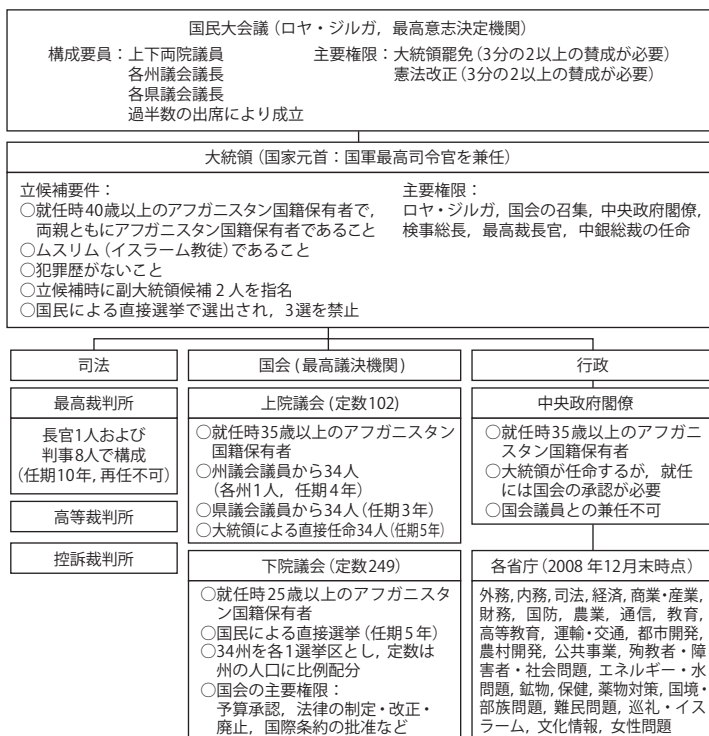 国民大会議(ロヤ・ジルガ,最高意志決定機関)
構成要員:上下両院議員
各州議会議長
各県議会議長
過半数の出席により成立
主要権限:大統領罷免(3分の2以上の賛成が必要)
憲法改正(3分の2以上の賛成が必要)
大統領(国家元首:国軍最高司令官を兼任)
立候補要件:
○就任時40歳以上のアフガニスタン国籍保有者で,
両親ともにアフガニスタン国籍保有者であること
○ムスリム(イスラーム教徒)であること
○犯罪歴がないこと
○立候補時に副大統領候補2人を指名
○国民による直接選挙で選出され,3選を禁止
主要権限:
ロヤ・ジルガ,国会の召集,中央政府閣僚,
検事総長,最高裁長官,中銀総裁の任命
司法
最高裁判所
長官1人および
判事8人で構成
(任期10年,再任不可)
高等裁判所
控訴裁判所
国会(最高議決機関)
上院議会(定数102)
○就任時35歳以上のアフガニスタン
国籍保有者
○州議会議員から34人
(各州1人,任期4年)
○県議会議員から34人(任期3年)
○大統領による直接任命34人(任期5年)
下院議会(定数249)
○就任時25歳以上のアフガニスタ
ン国籍保有者
○国民による直接選挙(任期5年)
○34州を各1選挙区とし,定数は
州の人口に比例配分
○国会の主要権限:
予算承認,法律の制定・改正・
廃止,国際条約の批准など
行政
中央政府閣僚
○就任時35歳以上のアフガニ
スタン国籍保有者
○大統領が任命するが,就任
には国会の承認が必要
○国会議員との兼任不可
各省庁(2008年12月末時点)
外務,内務,司法,経済,商業・産業,
財務,国防,農業,通信,教育,
高等教育,運輸・交通,都市開発,
農村開発,公共事業,殉教者・障
害者・社会問題,エネルギー・水
問題,鉱物,保健,薬物対策,国境・
部族問題,難民問題,巡礼・イス
ラーム,文化情報,女性問題